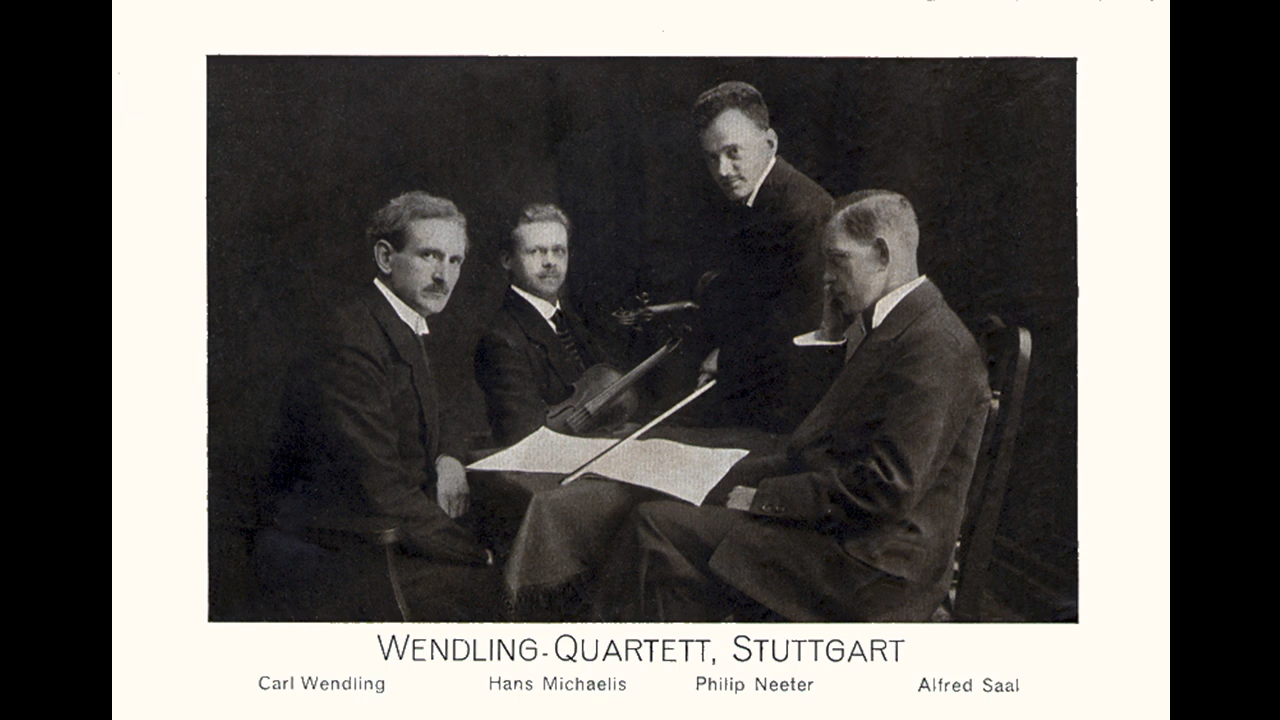 WENDLING-QUARTETT, STUTTGART
Carl Wendling Hans Michaelis Philip Neeter Alfred Saal